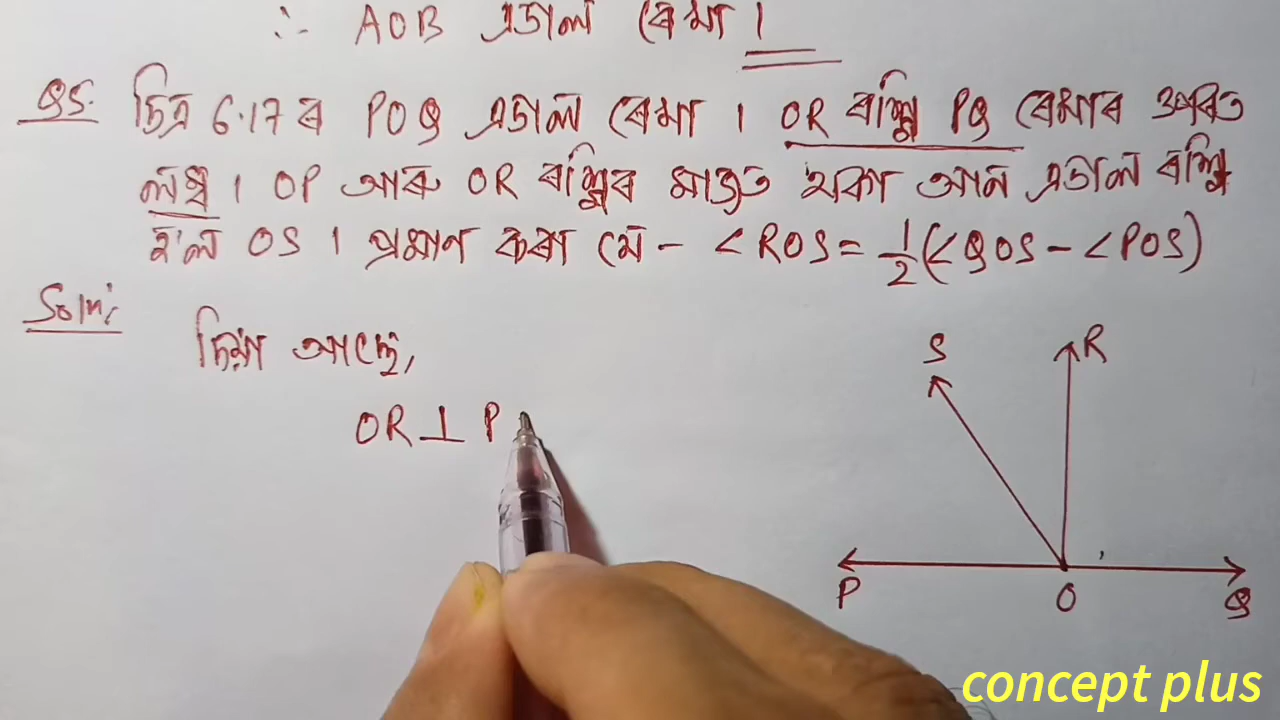 ∴ AOB এডাল ৰেখা।
Q5. চিত্ৰ 6.17ৰ POQ এডাল ৰেখা। OR ৰশ্মি PQ ৰেখাৰ ওপৰত
লম্ব। OP আৰু OR ৰশ্মিৰ মাজত থকা আন এডাল ৰশ্মি
হ'ল OS। প্ৰমাণ কৰা যে - ∠ROS = 1/2 (∠QOS - ∠POS)
Soln:
দিয়া আছে,
OR ⊥ P
S
R
P
O
Q
concept plus